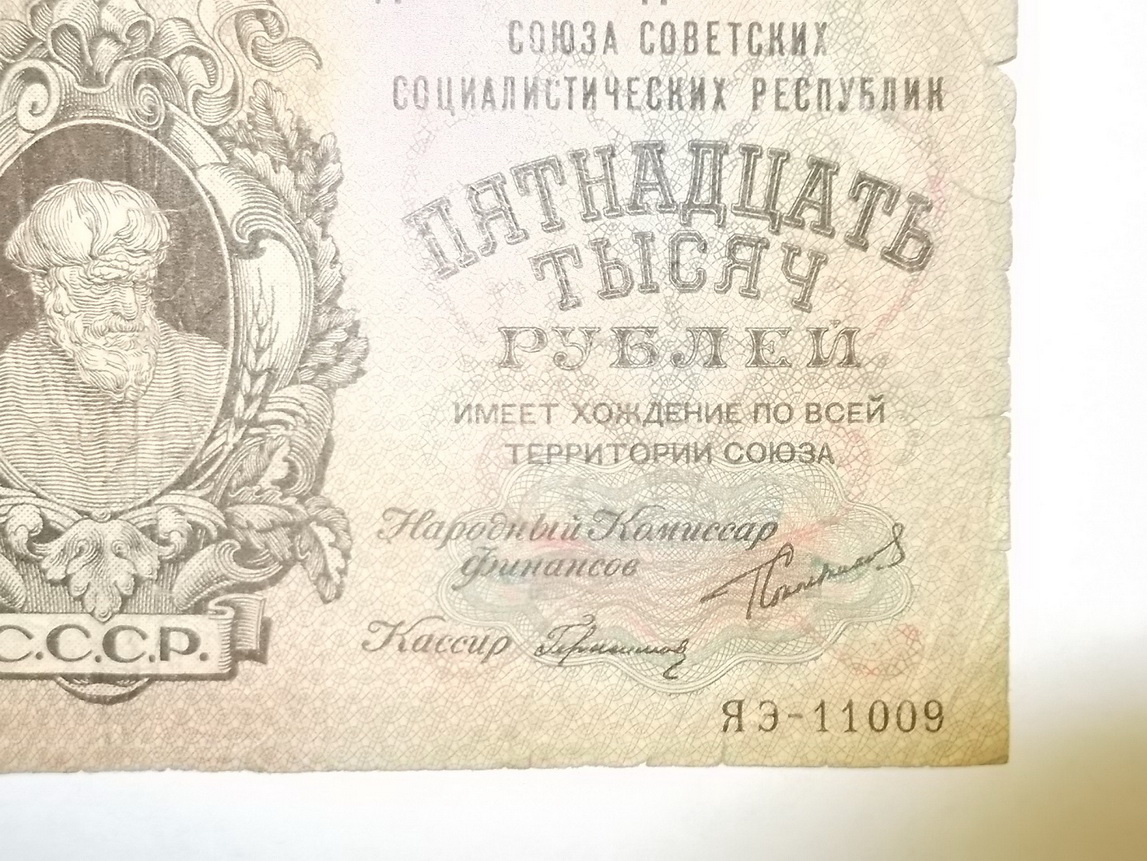 СОЮЗА СОВЕТСКИХ
СОЦИАЛИСТИЧЕСКИХ РЕСПУБЛИК
ПЯТНАДЦАТЬ
ТЫСЯЧ
РУБЛЕЙ
ИМЕЕТ ХОЖДЕНИЕ ПО ВСЕЙ
ТЕРРИТОРИИ СОЮЗА
Народный Комиссар
финансов
Кассир
С.С.С.Р.
ЯЭ-11009